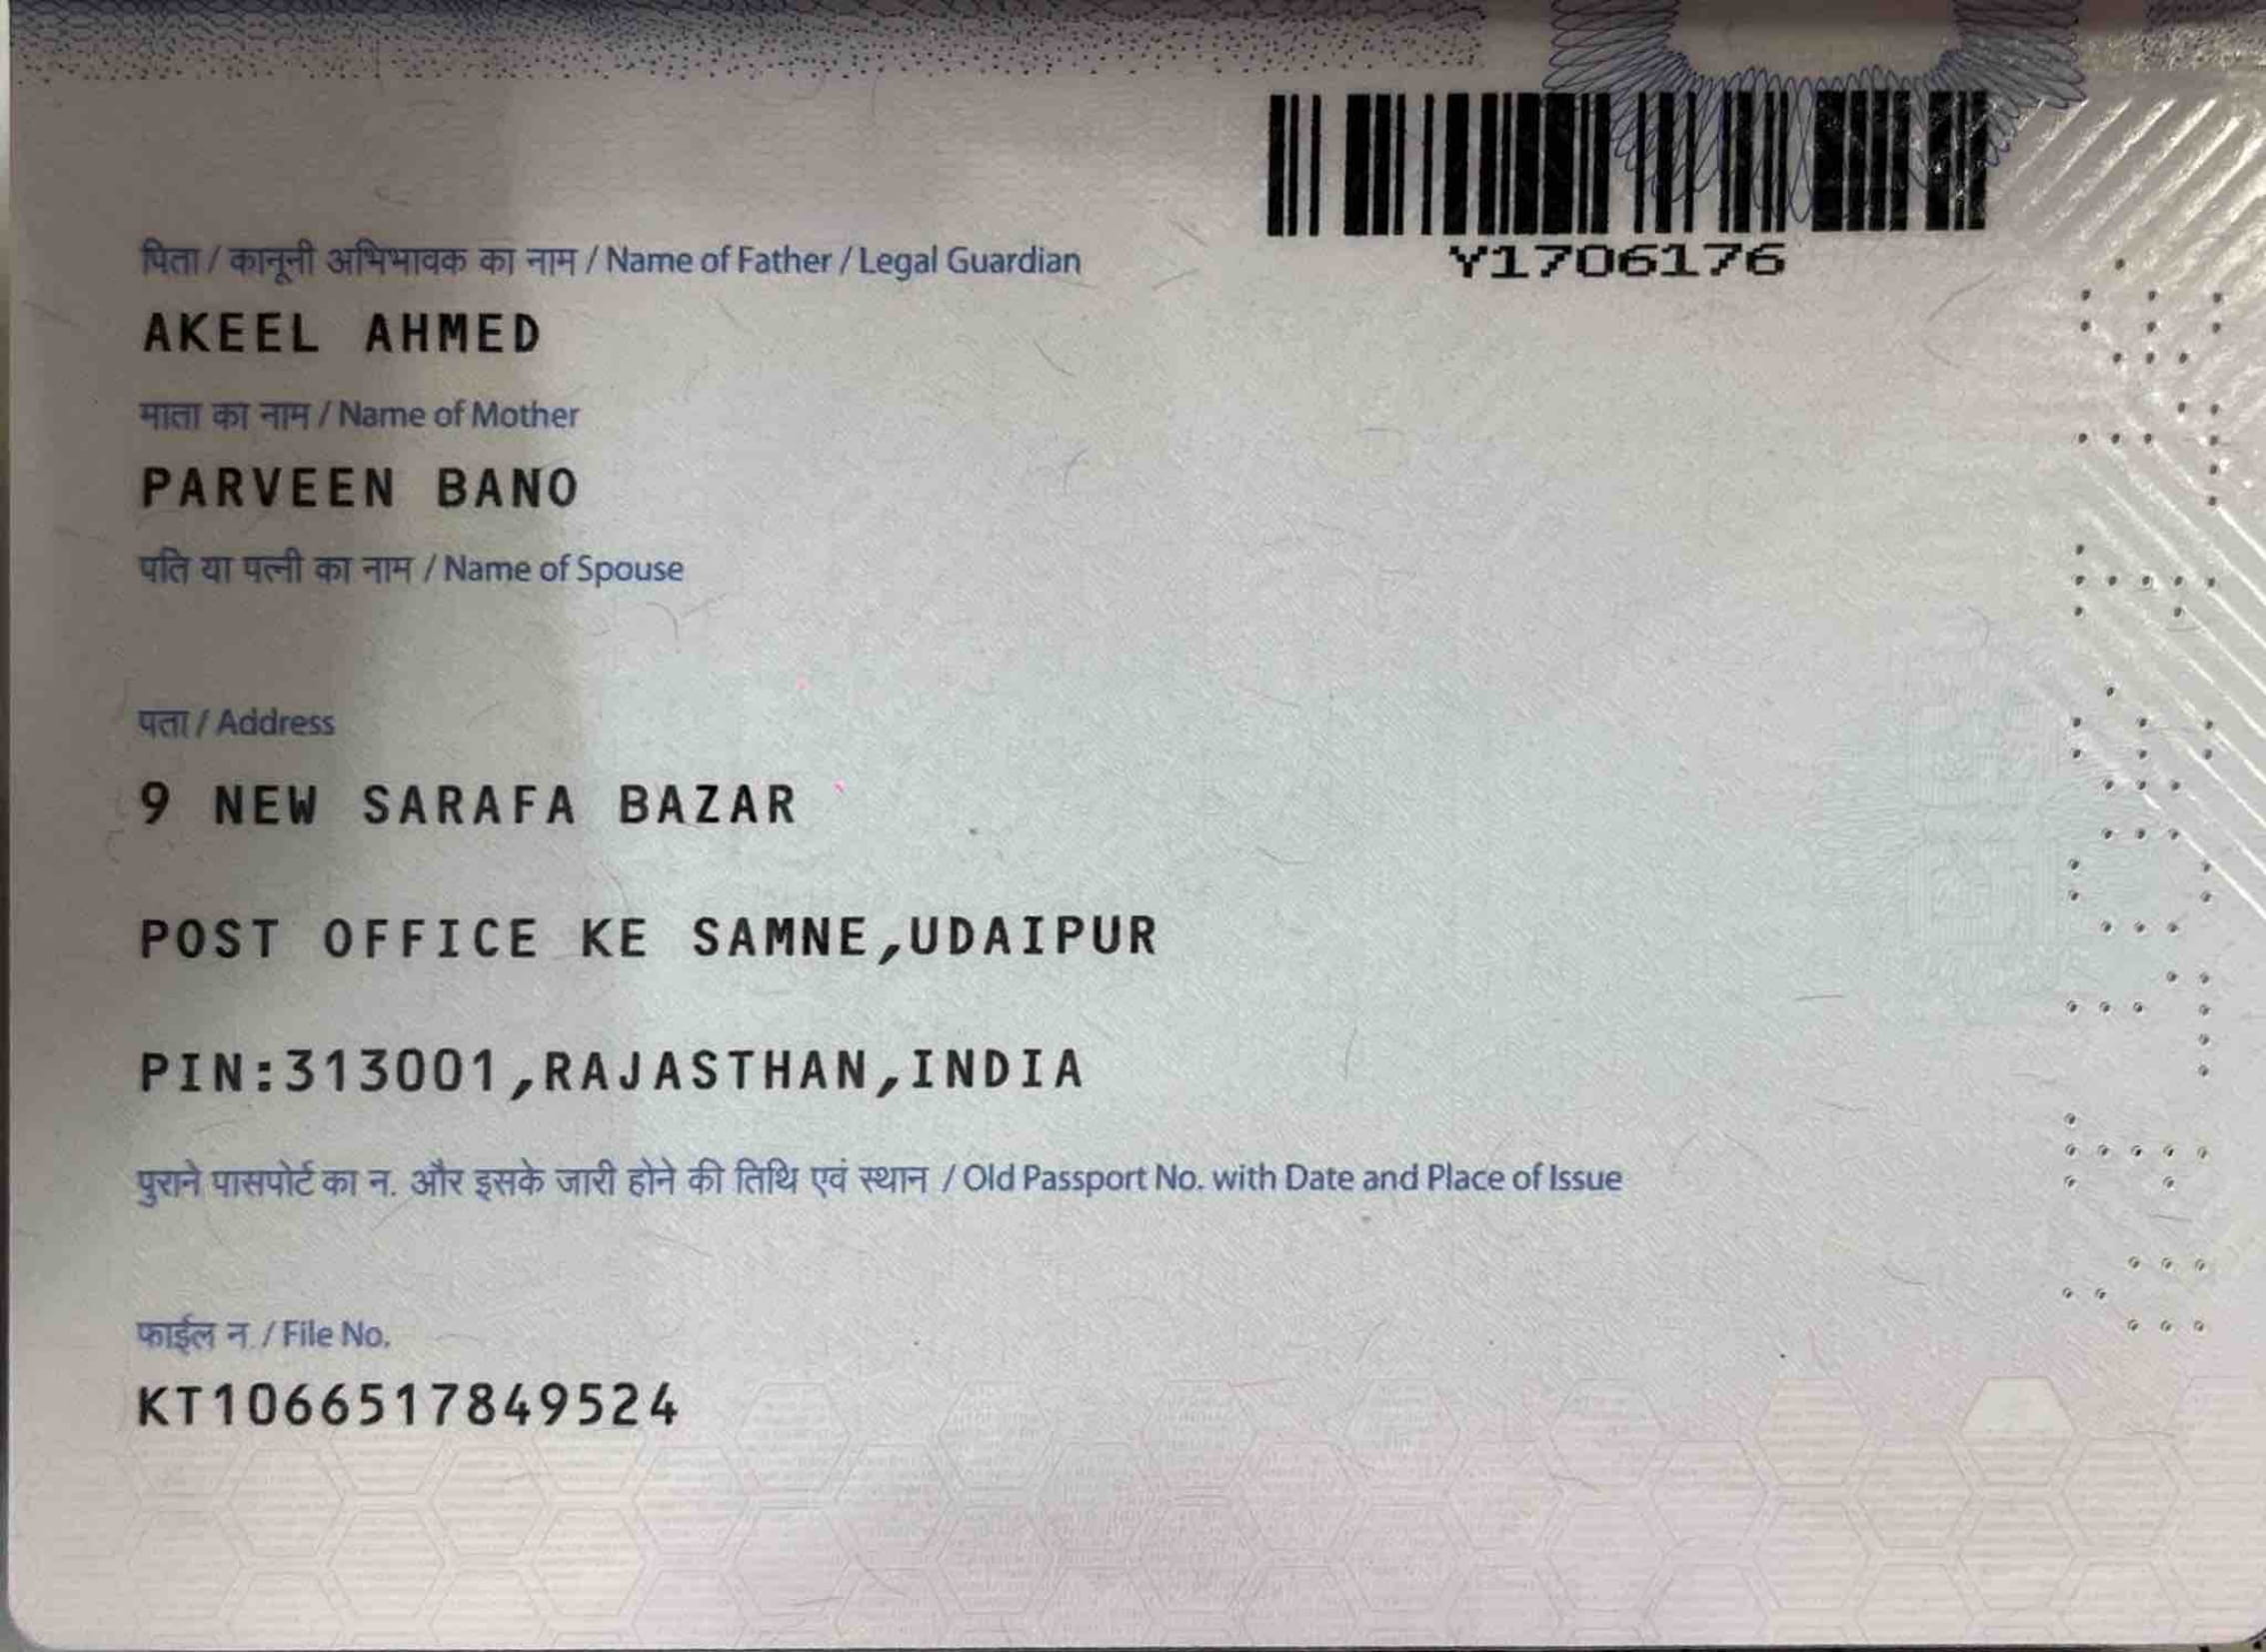 Y1706176
पिता / कानूनी अभिभावक का नाम / Name of Father / Legal Guardian
AKEEL AHMED
माता का नाम / Name of Mother
PARVEEN BANO
पति या पत्नी का नाम / Name of Spouse
पता / Address
9 NEW SARAFA BAZAR
POST OFFICE KE SAMNE,UDAIPUR
PIN:313001,RAJASTHAN,INDIA
पुराने पासपोर्ट का न. और इसके जारी होने की तिथि एवं स्थान / Old Passport No. with Date and Place of Issue
फाईल न. / File No.
KT1066517849524